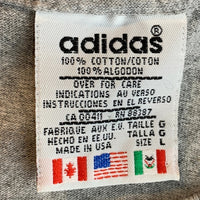 adidas
100% COTTON/COTON
100% ALGODON
OVER FOR CARE
INDICATIONS AU VERSO
INSTRUCCIONES EN EL REVERSO
CA 00411 - RN 88387
FABRIQUE AUX E.U. TAILLE G
HECHO EN EE.UU. TALLA G
MADE IN USA SIZE L